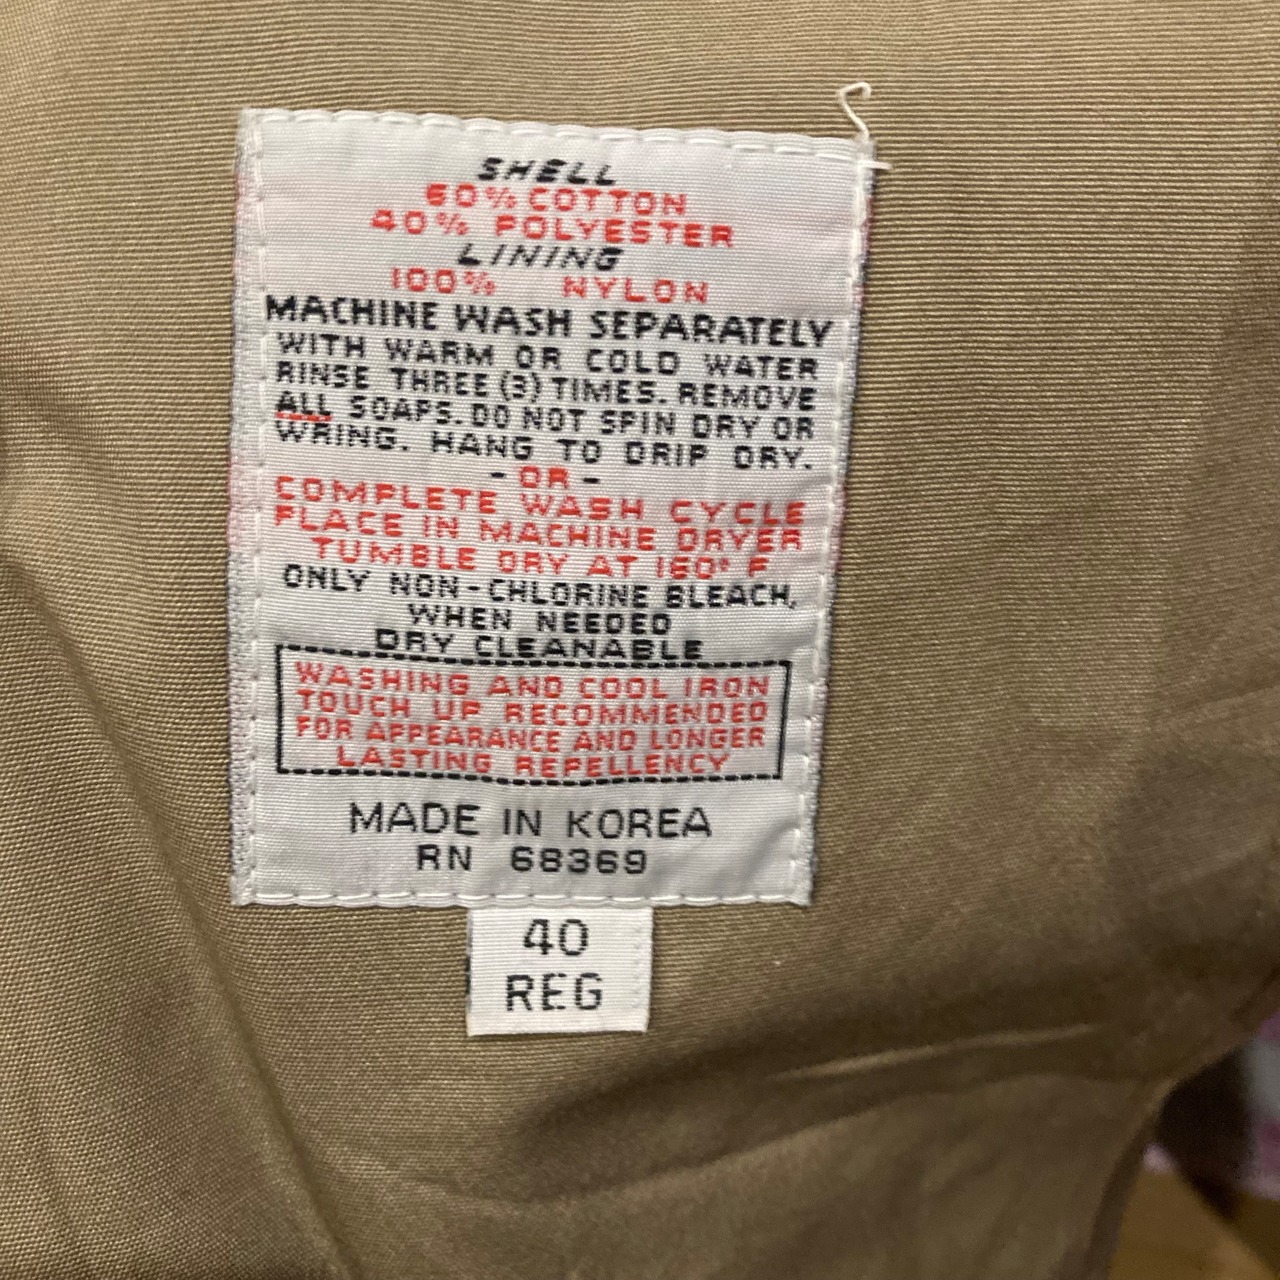 SHELL
60% COTTON
40% POLYESTER
LINING
100% NYLON
MACHINE WASH SEPARATELY
WITH WARM OR COLD WATER
RINSE THREE (3) TIMES. REMOVE
ALL SOAPS. DO NOT SPIN DRY OR
WRING. HANG TO DRIP DRY.
- OR -
COMPLETE WASH CYCLE
PLACE IN MACHINE DRYER
TUMBLE DRY AT 160° F
ONLY NON-CHLORINE BLEACH,
WHEN NEEDED
DRY CLEANABLE
WASHING AND COOL IRON
TOUCH UP RECOMMENDED
FOR APPEARANCE AND LONGER
LASTING REPELLENCY
MADE IN KOREA
RN 68369
40
REG